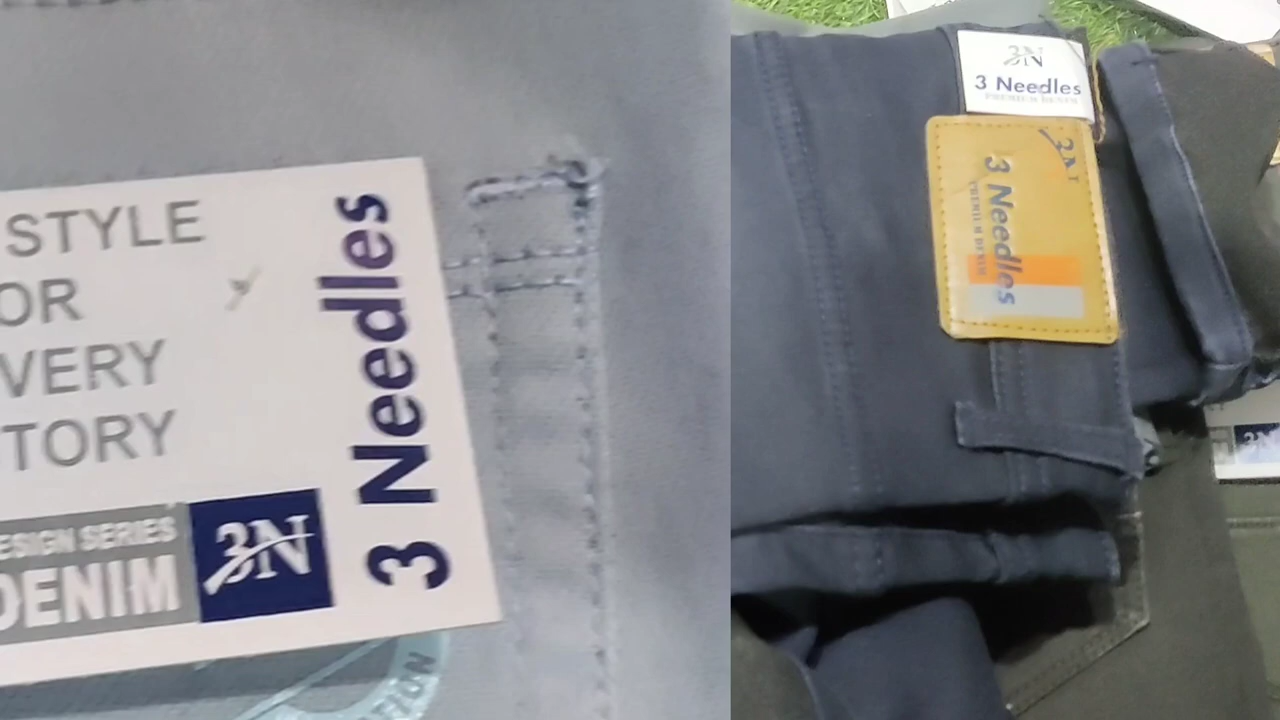 STYLE
OR
VERY
TORY
ESIGN SERIES
DENIM
3N
3 Needles
3N
3 Needles
PREMIUM DENIM
3N
3 Needles
PREMIUM DENIM
3N